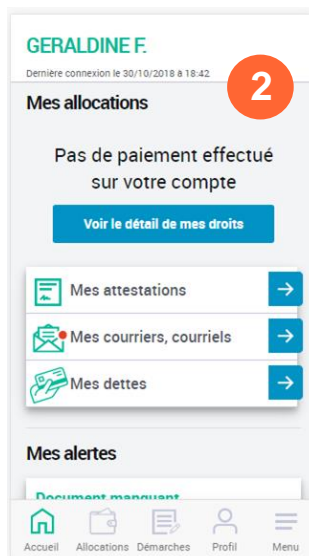 GERALDINE F.
Dernière connexion le 30/10/2018 à 18:42
2
Mes allocations
Pas de paiement effectué
sur votre compte
Voir le détail de mes droits
Mes attestations
Mes courriers, courriels
Mes dettes
Mes alertes
Document manquant
Accueil Allocations Démarches Profil Menu